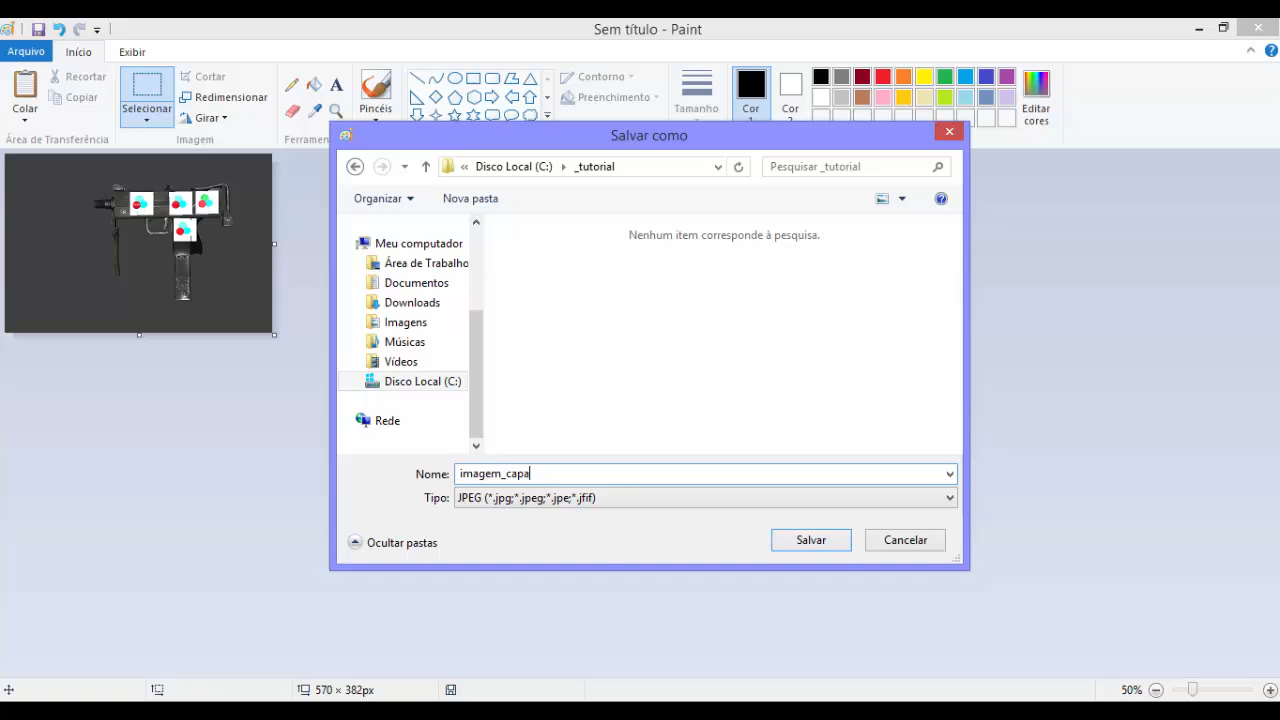 Sem título - Paint
Arquivo Início Exibir
Colar
Recortar
Copiar
Área de Transferência
Selecionar
Cortar
Redimensionar
Girar
Imagem
Ferramen
Pincéis
Contorno
Preenchimento
Tamanho
Cor
1
Cor
2
Editar
cores
Salvar como
« Disco Local (C:) _tutorial
Pesquisar _tutorial
Organizar Nova pasta
Meu computador
Área de Trabalho
Documentos
Downloads
Imagens
Músicas
Vídeos
Disco Local (C:)
Rede
Nenhum item corresponde à pesquisa.
Nome: imagem_capa
Tipo: JPEG (*.jpg;*.jpeg;*.jpe;*.jfif)
Ocultar pastas
Salvar Cancelar
570 × 382px
50%